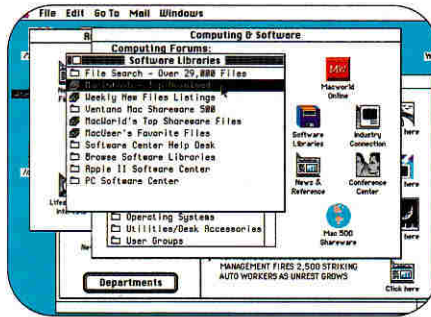 File Edit Go To Mail Windows
Computing & Software
Computing Forums:
Software Libraries
File Search - Over 29,000 Files
Weekly New Files Listings
Ventana Mac Shareware 500
MacWorld's Top Shareware Files
MacUser's Favorite Files
Software Center Help Desk
Browse Software Libraries
Apple II Software Center
PC Software Center
Operating Systems
Utilities/Desk Accessories
User Groups
MW
Macworld
Online
Software
Libraries
Industry
Connection
News &
Reference
Conference
Center
Mac 500
Shareware
here
here
here
Click here
Departments
MANAGEMENT FIRES 2,500 STRIKING
AUTO WORKERS AS UNREST GROWS